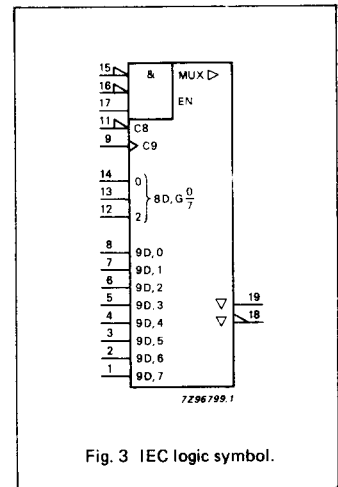 15 & MUX ▷
16
17 EN
11 C8
9 C9
14 0
13 } 8D, G 0/7
12 2
8 9D, 0
7 9D, 1
6 9D, 2
5 9D, 3 ▽ 19
4 9D, 4 ▽ 18
3 9D, 5
2 9D, 6
1 9D, 7
7Z96799.1
Fig. 3 IEC logic symbol.